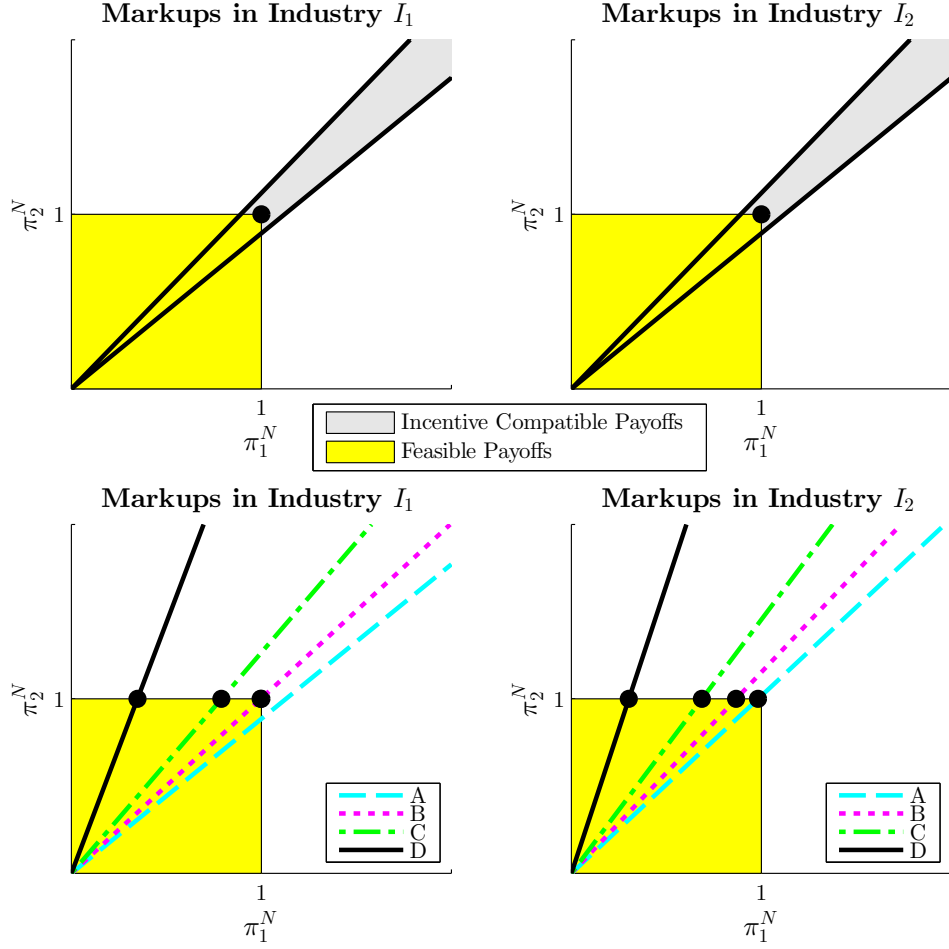 Markups in Industry I₁
π₂ᴺ
1
1
π₁ᴺ
Markups in Industry I₂
π₂ᴺ
1
1
π₁ᴺ
Incentive Compatible Payoffs
Feasible Payoffs
Markups in Industry I₁
π₂ᴺ
1
1
π₁ᴺ
A
B
C
D
Markups in Industry I₂
π₂ᴺ
1
1
π₁ᴺ
A
B
C
D